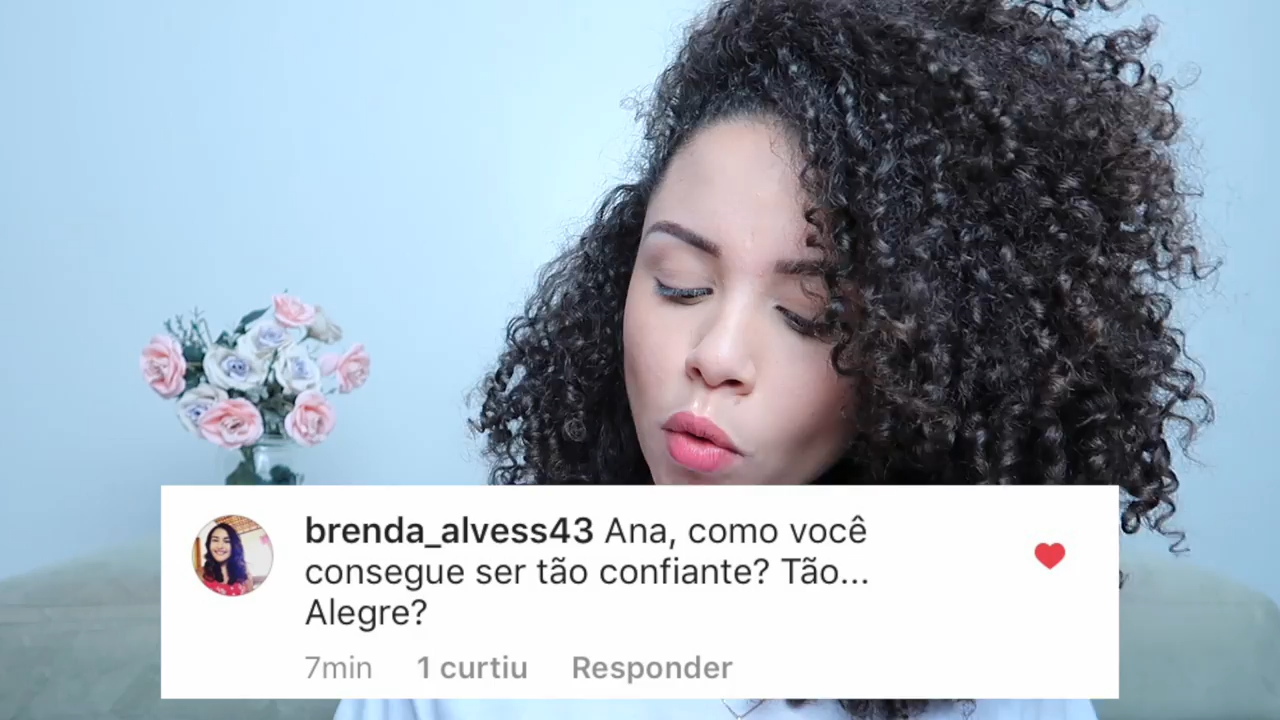 brenda_alvess43 Ana, como você
consegue ser tão confiante? Tão...
Alegre?
7min 1 curtiu Responder